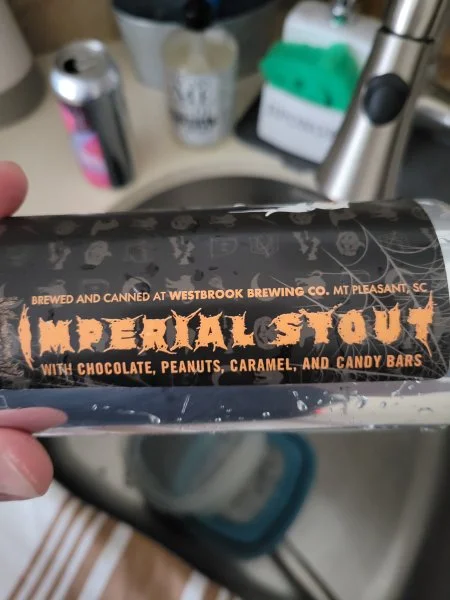 BREWED AND CANNED AT WESTBROOK BREWING CO. MT PLEASANT, SC
IMPERIAL STOUT
WITH CHOCOLATE, PEANUTS, CARAMEL, AND CANDY BARS